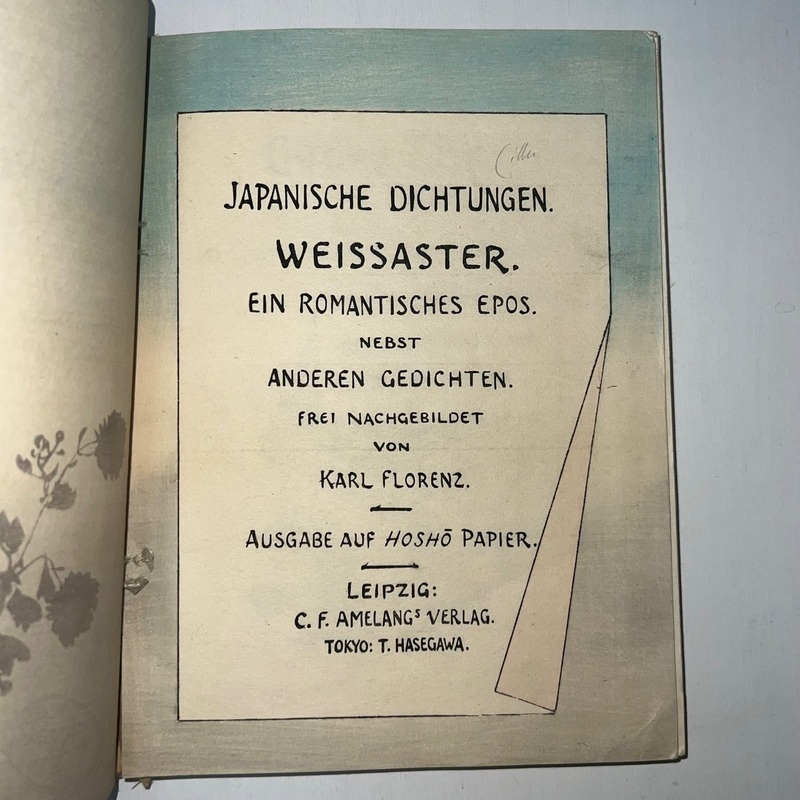 JAPANISCHE DICHTUNGEN.
WEISSASTER.
EIN ROMANTISCHES EPOS.
NEBST
ANDEREN GEDICHTEN.
FREI NACHGEBILDET
VON
KARL FLORENZ.
AUSGABE AUF HOSHŌ PAPIER.
LEIPZIG:
C. F. AMELANGS VERLAG.
TOKYO: T. HASEGAWA.